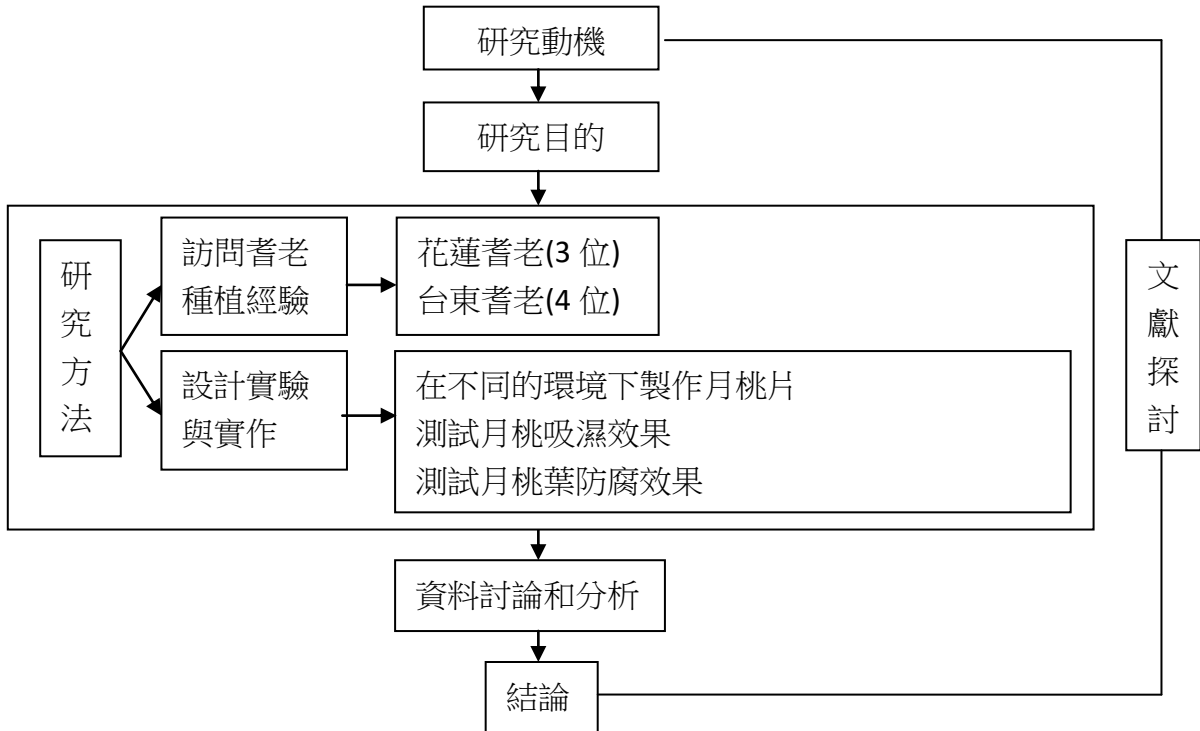 研究動機
研究目的
研究方法
訪問耆老
種植經驗
花蓮耆老(3 位)
台東耆老(4 位)
設計實驗
與實作
在不同的環境下製作月桃片
測試月桃吸濕效果
測試月桃葉防腐效果
文獻探討
資料討論和分析
結論